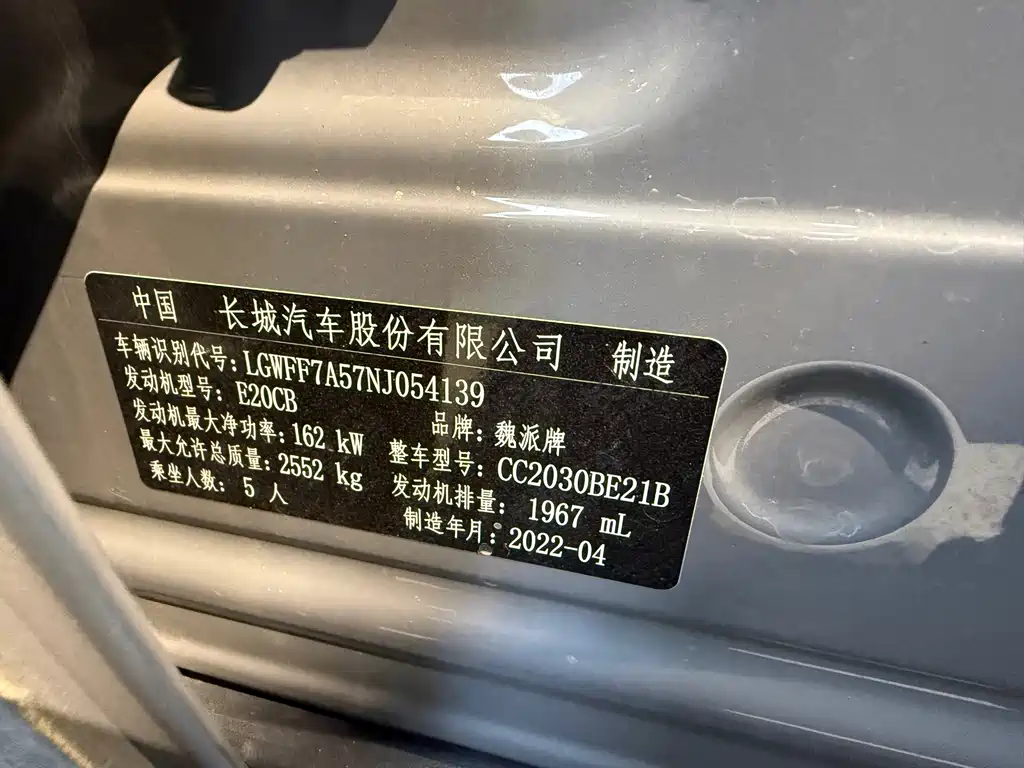 中国 长城汽车股份有限公司 制造
车辆识别代号：LGWFF7A57NJ054139
发动机型号：E20CB 品牌：魏派牌
发动机最大净功率：162 kW 整车型号：CC2030BE21B
最大允许总质量：2552 kg 发动机排量：1967 mL
乘坐人数：5 人 制造年月：2022-04